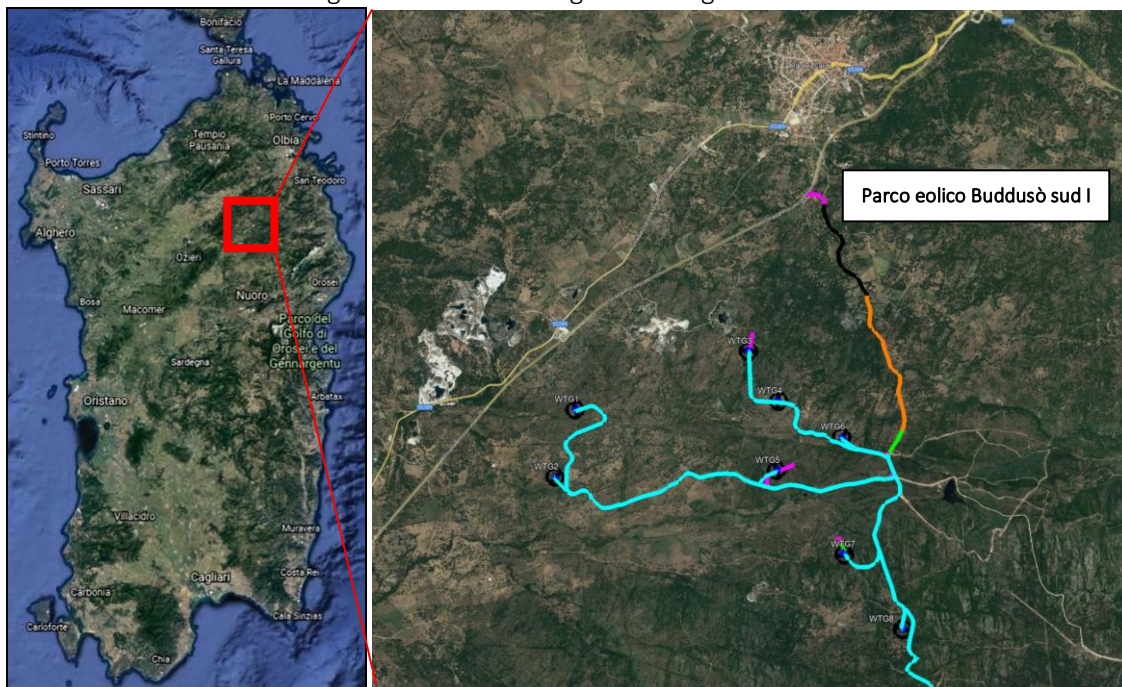 Bonifacio
Santa Teresa
Gallura
La Maddalena
Porto Cervo
Stintino
Tempio
Pausania
Olbia
Porto Torres
Sassari
San Teodoro
Alghero
Ozieri
Bosa
Nuoro
Orosei
Macomer
Parco del
Golfo di
Orosei e del
Gennargentu
Sardegna
Arbatax
Oristano
Villacidro
Muravera
Cagliari
Costa Rei
Carbonia
Carloforte
Cala Sinzias
Chia
Parco eolico Buddusò sud I
WTG3
WTG4
WTG1
WTG6
WTG2
WTG5
WTG7
WTG8